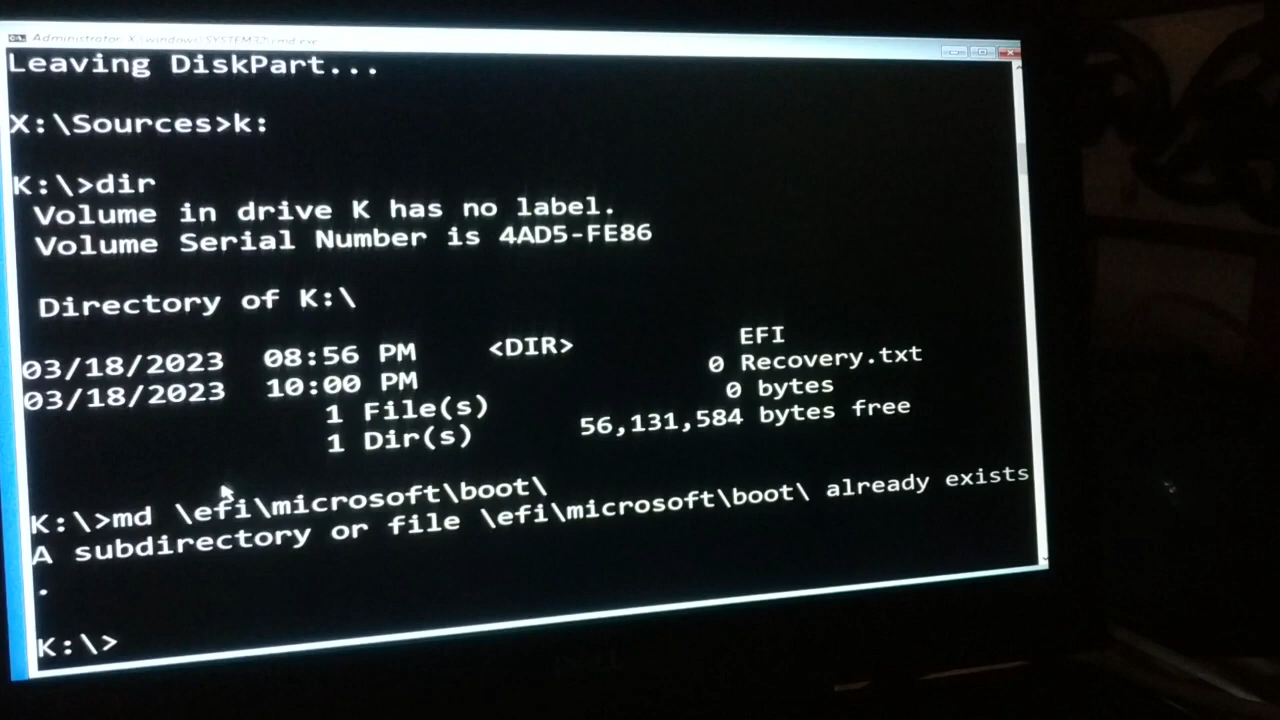 Administrator: X:\windows\SYSTEM32\cmd.exe
Leaving DiskPart...
X:\Sources>k:
K:\>dir
Volume in drive K has no label.
Volume Serial Number is 4AD5-FE86
Directory of K:\
03/18/2023 08:56 PM <DIR> EFI
03/18/2023 10:00 PM 0 Recovery.txt
1 File(s) 0 bytes
1 Dir(s) 56,131,584 bytes free
K:\>md \efi\microsoft\boot\
A subdirectory or file \efi\microsoft\boot\ already exists
.
K:\>
DELL